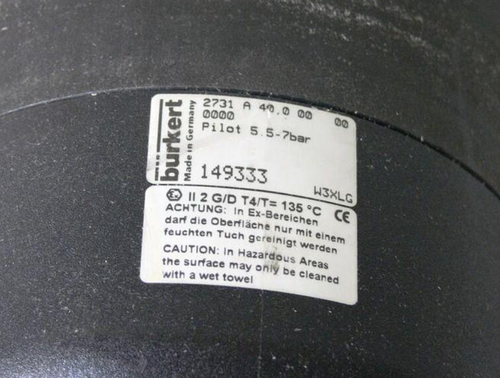 bürkert
Made in Germany
2731 A 40,0 00 00
0000
Pilot 5.5-7bar
149333
W3XLG
Ex II 2 G/D T4/T= 135 °C CE
ACHTUNG: In Ex-Bereichen
darf die Oberfläche nur mit einem
feuchten Tuch gereinigt werden
CAUTION: In Hazardous Areas
the surface may only be cleaned
with a wet towel